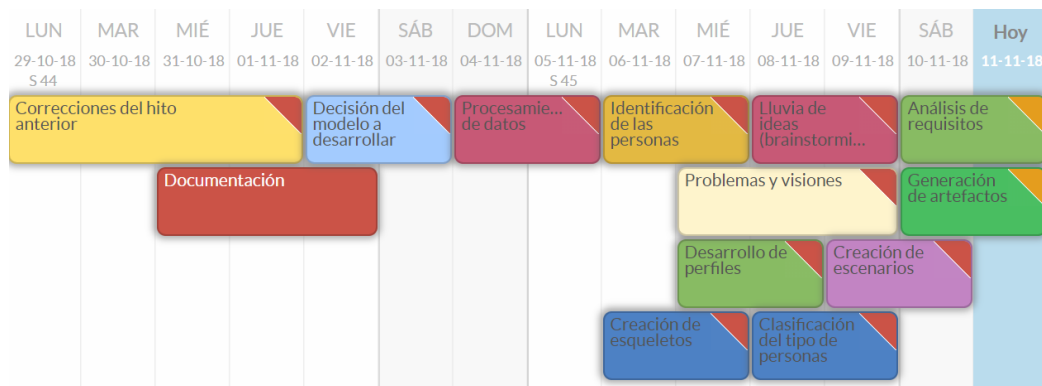 LUN MAR MIÉ JUE VIE SÁB DOM LUN MAR MIÉ JUE VIE SÁB Hoy
29-10-18 30-10-18 31-10-18 01-11-18 02-11-18 03-11-18 04-11-18 05-11-18 06-11-18 07-11-18 08-11-18 09-11-18 10-11-18 11-11-18
S 44 S 45
Correcciones del hito
anterior
Decisión del
modelo a
desarrollar
Procesamie...
de datos
Identificación
de las
personas
Lluvia de
ideas
(brainstormi...
Análisis de
requisitos
Documentación
Problemas y visiones
Generación
de artefactos
Desarrollo de
perfiles
Creación de
escenarios
Creación de
esqueletos
Clasificación
del tipo de
personas